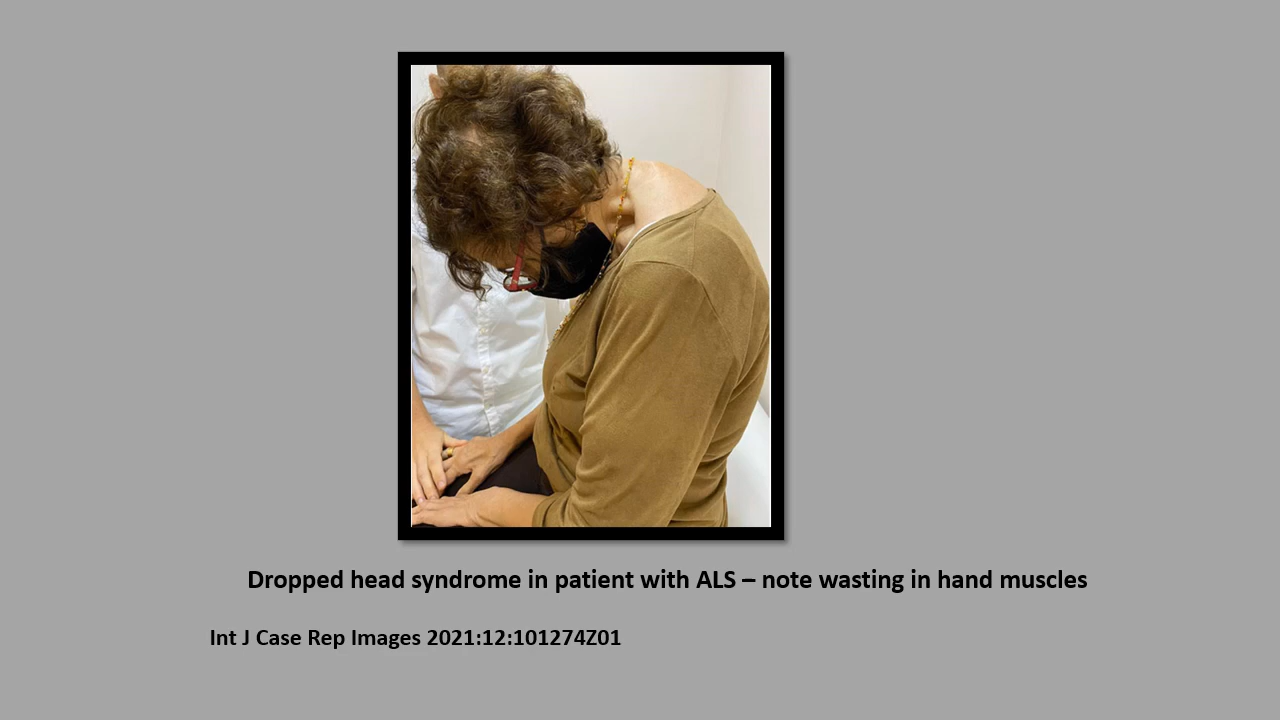 Dropped head syndrome in patient with ALS – note wasting in hand muscles
Int J Case Rep Images 2021:12:101274Z01